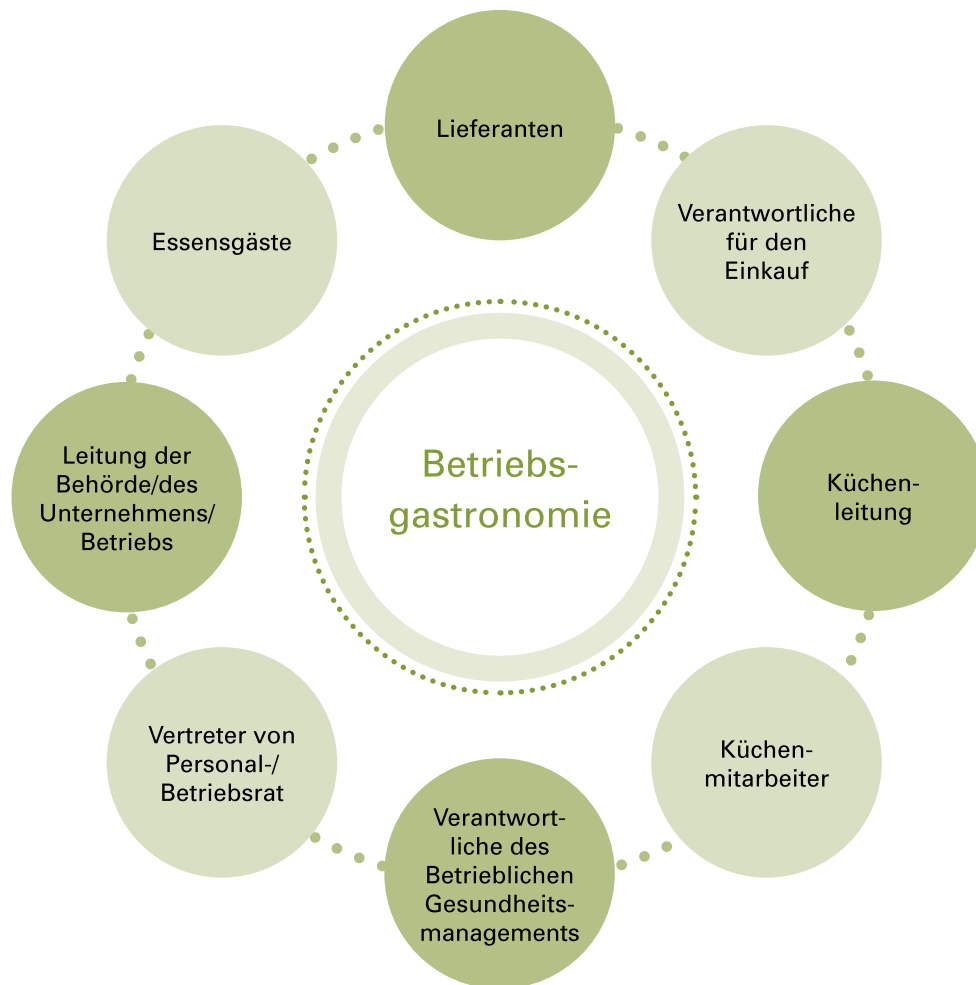 Lieferanten
Verantwortliche
für den
Einkauf
Essensgäste
Betriebs-
gastronomie
Leitung der
Behörde/des
Unternehmens/
Betriebs
Küchen-
leitung
Vertreter von
Personal-/
Betriebsrat
Küchen-
mitarbeiter
Verantwort-
liche des
Betrieblichen
Gesundheits-
managements